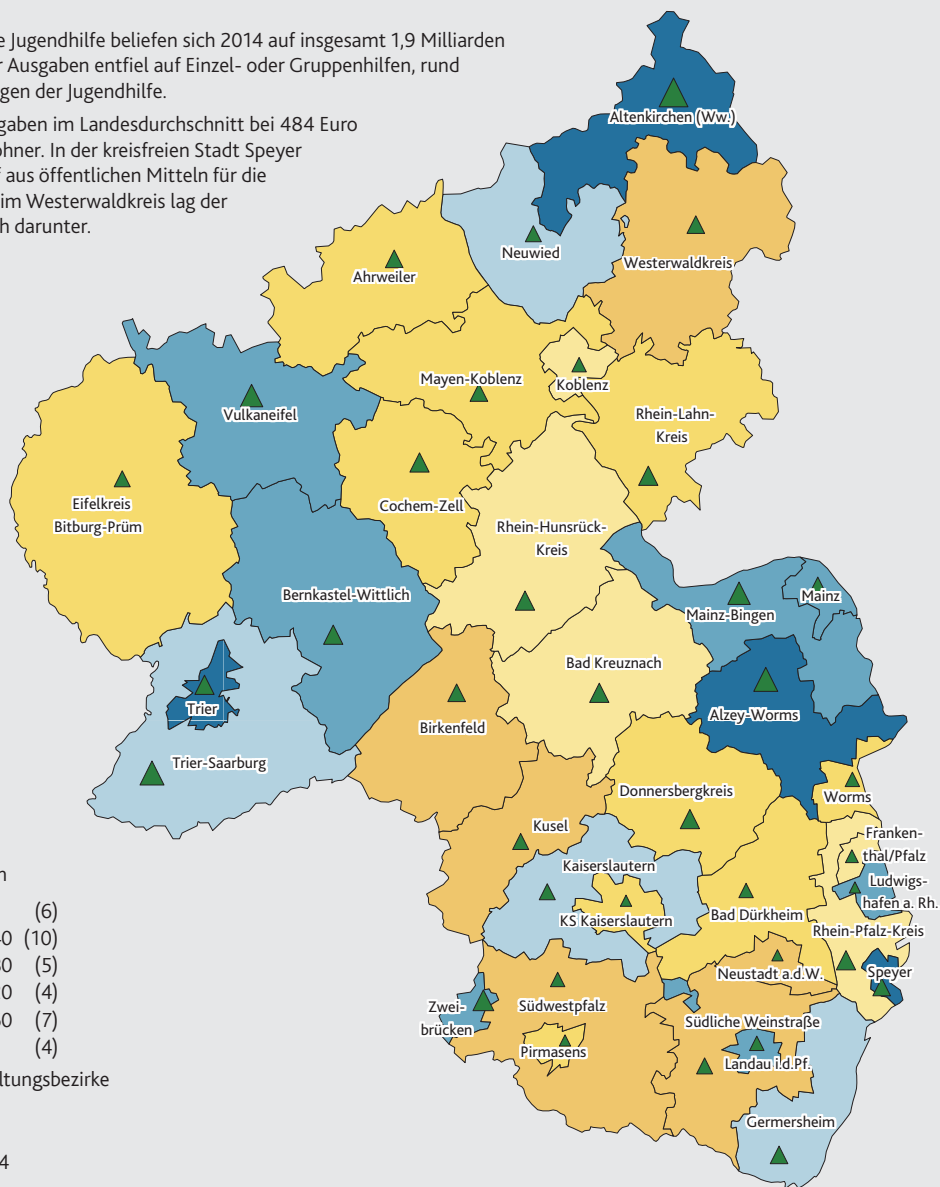 e Jugendhilfe beliefen sich 2014 auf insgesamt 1,9 Milliarden
r Ausgaben entfiel auf Einzel- oder Gruppenhilfen, rund
gen der Jugendhilfe.
gaben im Landesdurchschnitt bei 484 Euro
ohner. In der kreisfreien Stadt Speyer
f aus öffentlichen Mitteln für die
im Westerwaldkreis lag der
h darunter.
Altenkirchen (Ww.)
Neuwied
Westerwaldkreis
Ahrweiler
Mayen-Koblenz
Koblenz
Vulkaneifel
Rhein-Lahn-
Kreis
Eifelkreis
Bitburg-Prüm
Cochem-Zell
Rhein-Hunsrück-
Kreis
Bernkastel-Wittlich
Mainz-Bingen
Mainz
Bad Kreuznach
Trier
Birkenfeld
Alzey-Worms
Trier-Saarburg
Donnersbergkreis
Worms
Kusel
Franken-
thal/Pfalz
Kaiserslautern
Ludwigs-
hafen a. Rh.
KS Kaiserslautern
Bad Dürkheim
Rhein-Pfalz-Kreis
Neustadt a.d.W.
Speyer
Zwei-
brücken
Südwestpfalz
Südliche Weinstraße
Pirmasens
Landau i.d.Pf.
Germersheim
n
(6)
40 (10)
80 (5)
20 (4)
60 (7)
(4)
ltungsbezirke
4